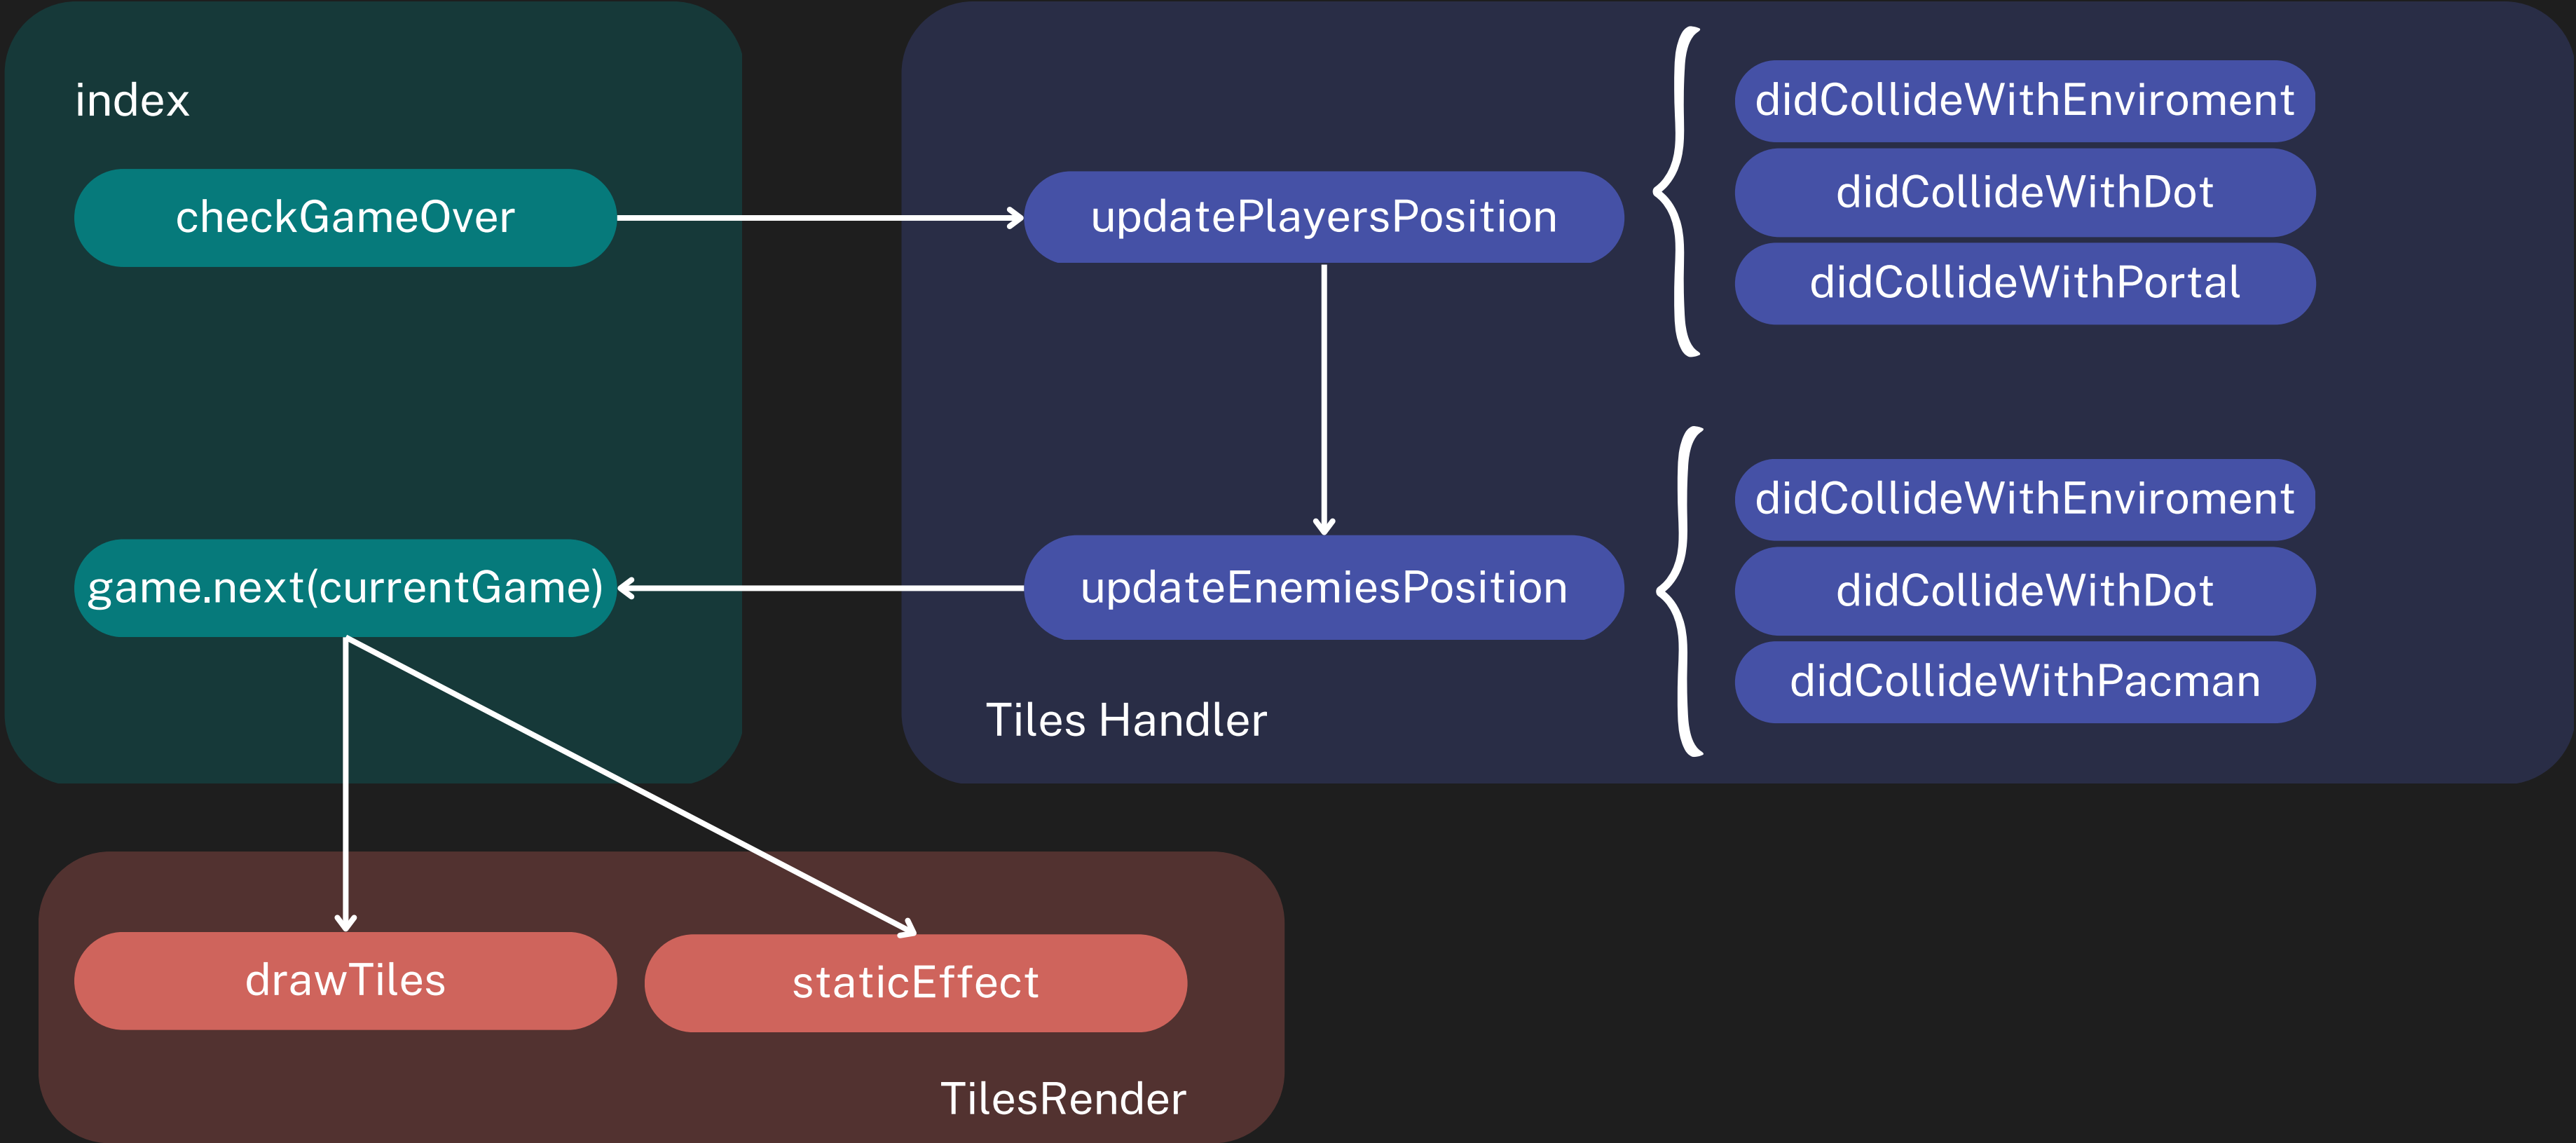 index
checkGameOver
game.next(currentGame)
updatePlayersPosition
didCollideWithEnviroment
didCollideWithDot
didCollideWithPortal
updateEnemiesPosition
didCollideWithEnviroment
didCollideWithDot
didCollideWithPacman
Tiles Handler
drawTiles
staticEffect
TilesRender